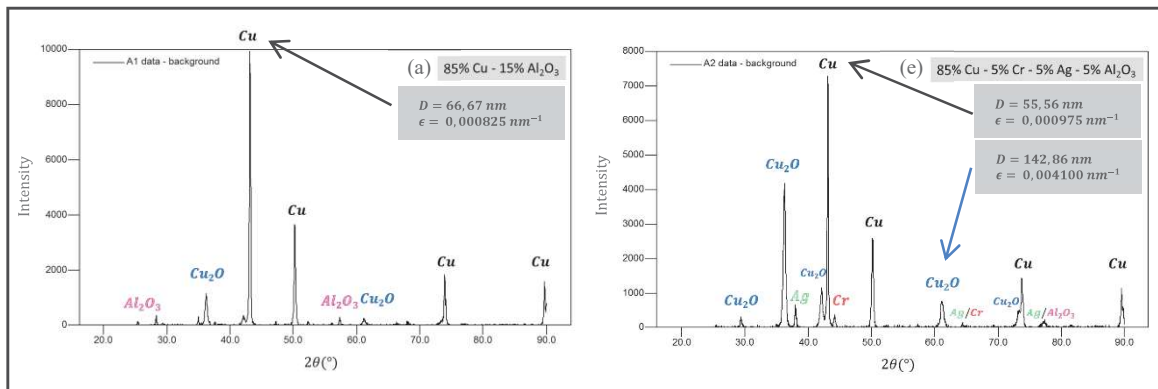 Cu
10000
A1 data - background
(a)
85% Cu - 15% Al₂O₃
D = 66,67 nm
ϵ = 0,000825 nm⁻¹
8000
6000
Intensity
4000
2000
0
Cu
Cu
Cu
Cu₂O
Al₂O₃
Al₂O₃
Cu₂O
20.0 30.0 40.0 50.0 60.0 70.0 80.0 90.0
2θ(°)
8000
A2 data - background
Cu
(e)
85% Cu - 5% Cr - 5% Ag - 5% Al₂O₃
D = 55,56 nm
ϵ = 0,000975 nm⁻¹
D = 142,86 nm
ϵ = 0,004100 nm⁻¹
7000
6000
5000
Intensity
4000
3000
2000
1000
0
Cu₂O
Cu
Cu₂O
Cu₂O
Ag
Cr
Cu₂O
Ag/Cr
Cu₂O
Cu
Ag/Al₂O₃
Cu
20.0 30.0 40.0 50.0 60.0 70.0 80.0 90.0
2θ(°)